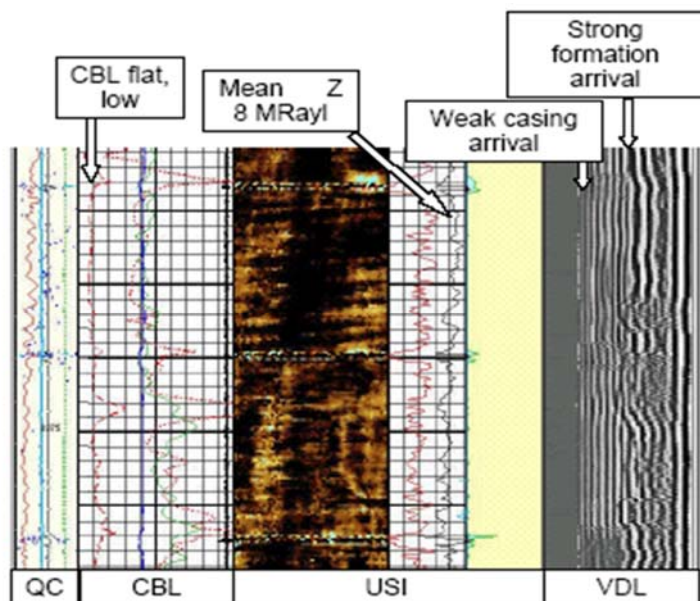 Strong
formation
arrival
CBL flat,
low
Mean Z
8 MRayl
Weak casing
arrival
QC
CBL
USI
VDL